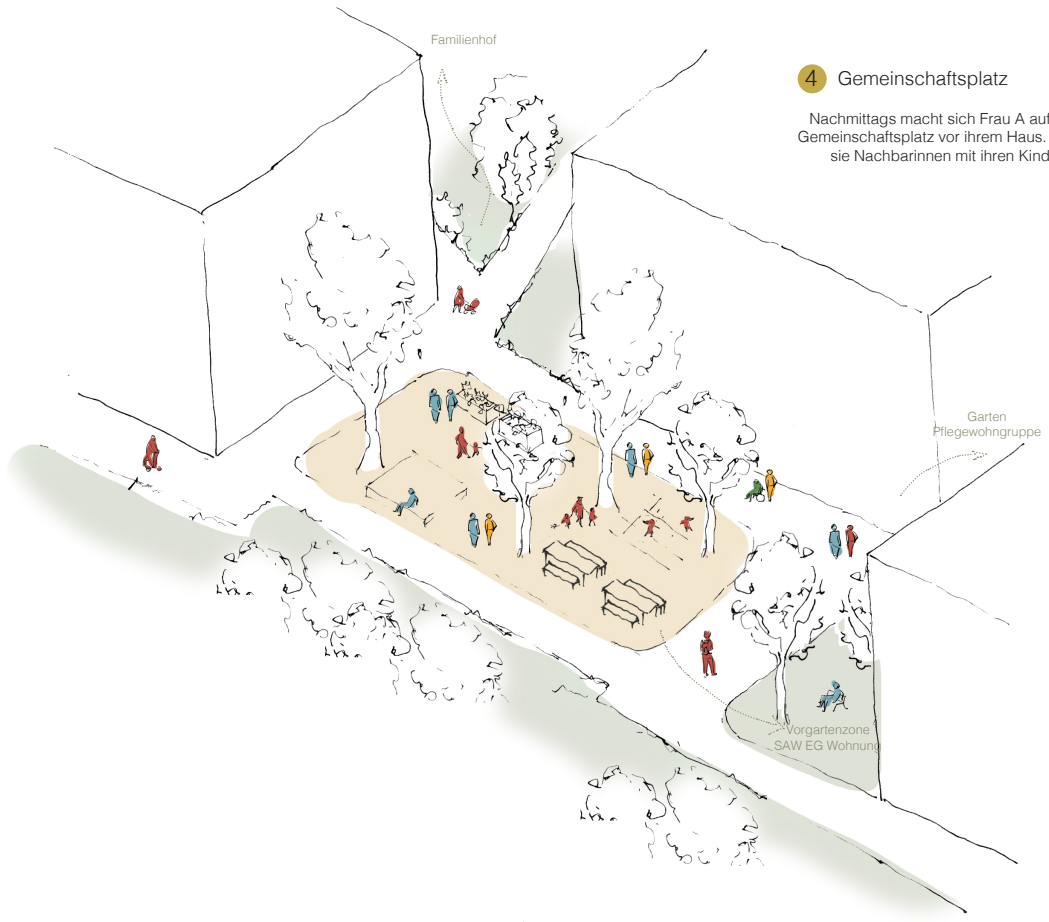 Familienhof
4 Gemeinschaftsplatz
Nachmittags macht sich Frau A auf
Gemeinschaftsplatz vor ihrem Haus.
sie Nachbarinnen mit ihren Kind
Garten
Pflegewohngruppe
Vorgartenzone
SAW EG Wohnung